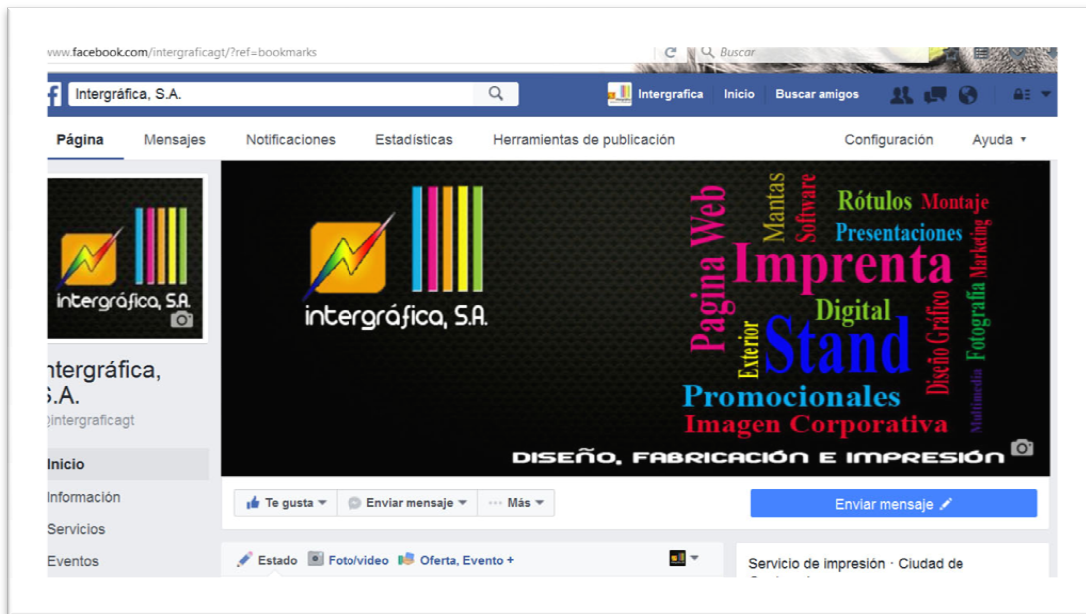 www.facebook.com/intergraficagt/?ref=bookmarks
Buscar
Intergráfica, S.A.
Intergrafica Inicio Buscar amigos
Página Mensajes Notificaciones Estadísticas Herramientas de publicación Configuración Ayuda
intergráfica, S.A.
intergráfica, S.A.
Pagina Web
Mantas
Software
Rótulos Montaje
Presentaciones
Marketing
Imprenta
Digital
Fotografía
Exterior
Stand
Diseño Gráfico
Multimedia
Promocionales
Imagen Corporativa
DISEÑO, FABRICACIÓN E IMPRESIÓN
ntergráfica,
S.A.
@intergraficagt
Inicio
Información
Servicios
Eventos
Te gusta Enviar mensaje ··· Más
Enviar mensaje
Estado Foto/video Oferta, Evento +
Servicio de impresión · Ciudad de